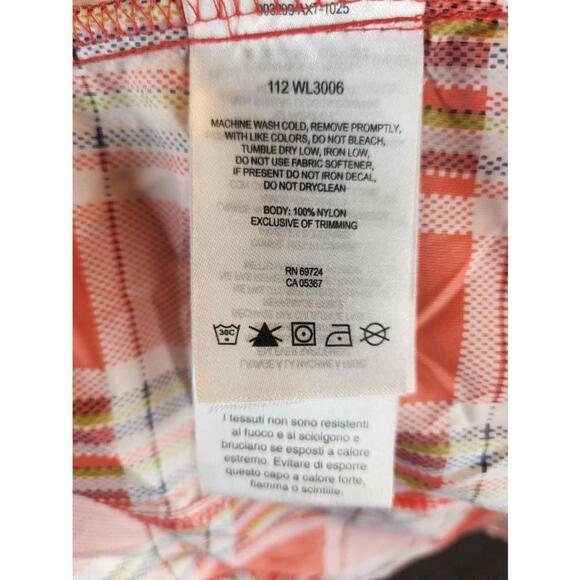 112 WL3006
MACHINE WASH COLD, REMOVE PROMPTLY,
WITH LIKE COLORS, DO NOT BLEACH,
TUMBLE DRY LOW, IRON LOW,
DO NOT USE FABRIC SOFTENER,
IF PRESENT DO NOT IRON DECAL,
DO NOT DRYCLEAN
BODY: 100% NYLON
EXCLUSIVE OF TRIMMING
RN 69724
CA 05367
30C
I tessuti non sono resistenti
al fuoco e si sciolgono e
bruciano se esposti a calore
estremo. Evitare di esporre
questo capo a calore forte,
fiamma o scintille.